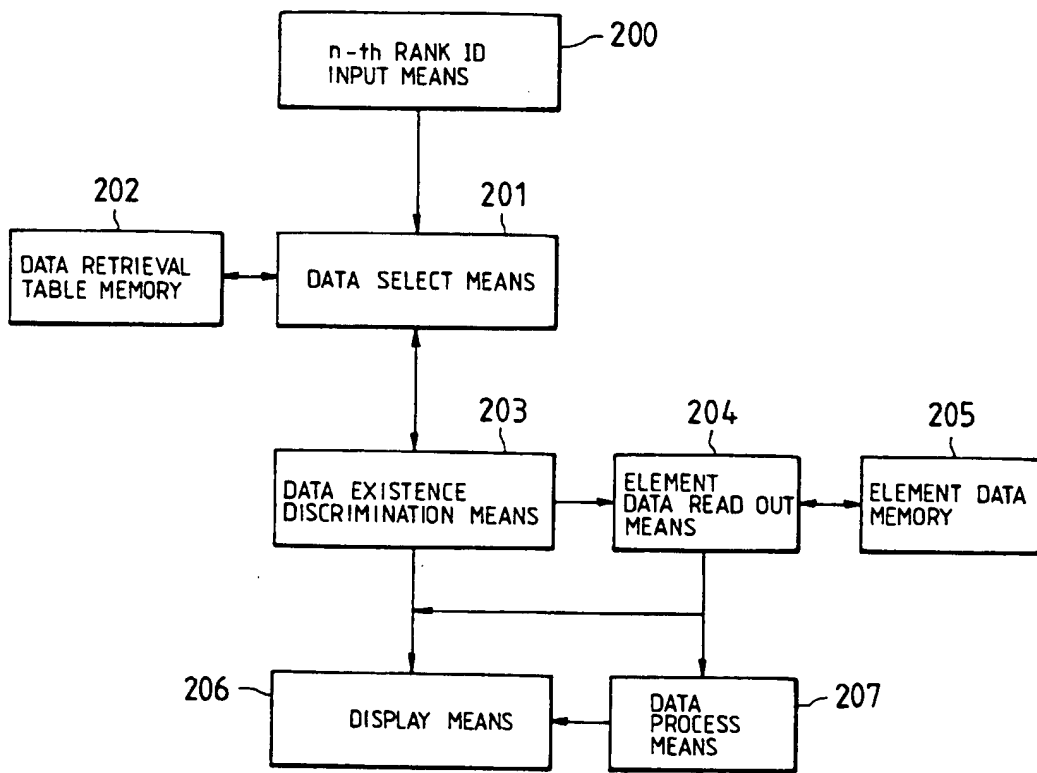 200
n-th RANK ID
INPUT MEANS
202
201
DATA RETRIEVAL
TABLE MEMORY
DATA SELECT MEANS
203
204
205
DATA EXISTENCE
DISCRIMINATION MEANS
ELEMENT
DATA READ OUT
MEANS
ELEMENT DATA
MEMORY
206
DISPLAY MEANS
DATA
PROCESS
MEANS
207